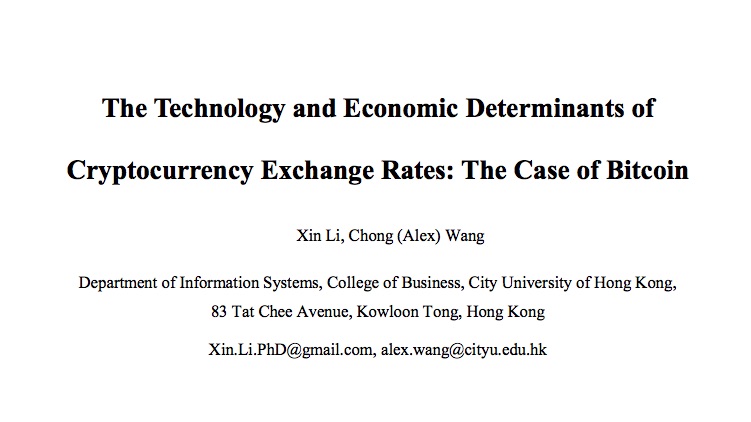 The Technology and Economic Determinants of
Cryptocurrency Exchange Rates: The Case of Bitcoin
Xin Li, Chong (Alex) Wang
Department of Information Systems, College of Business, City University of Hong Kong,
83 Tat Chee Avenue, Kowloon Tong, Hong Kong
Xin.Li.PhD@gmail.com, alex.wang@cityu.edu.hk